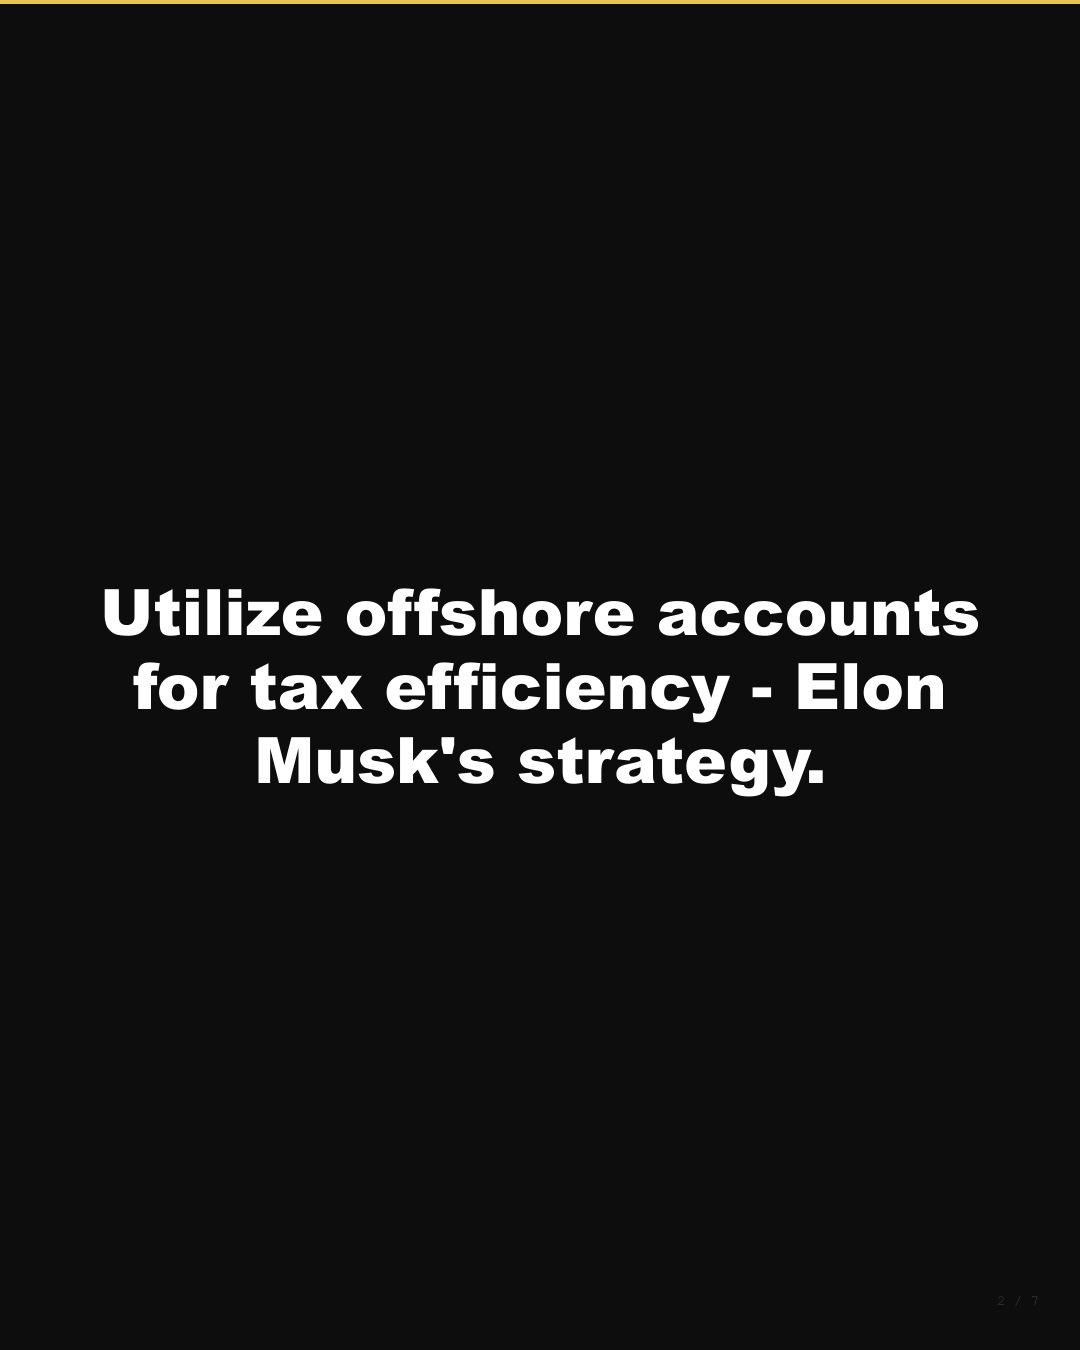 Utilize offshore accounts
for tax efficiency - Elon
Musk's strategy.
2 / 7